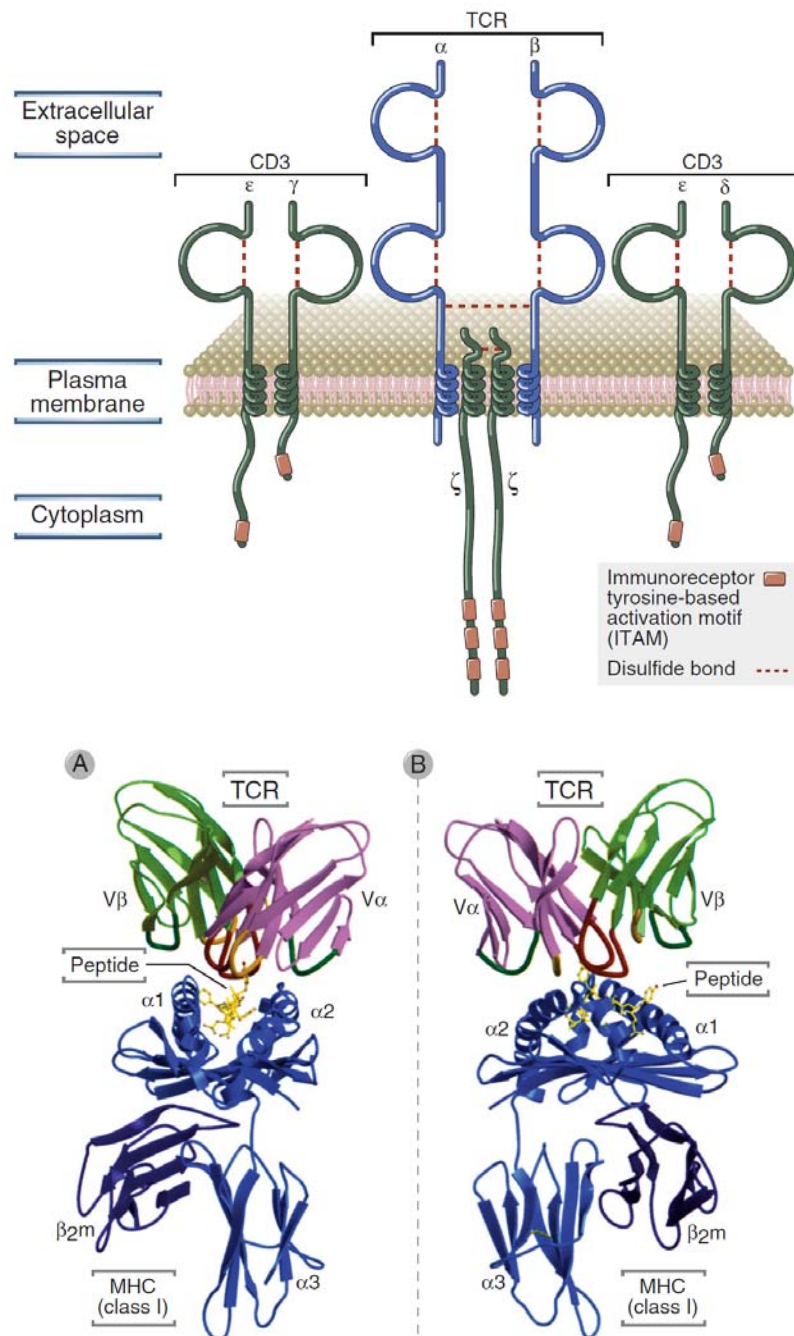 TCR
α
β
Extracellular
space
CD3
ε
γ
CD3
ε
δ
Plasma
membrane
Cytoplasm
ζ
ζ
Immunoreceptor
tyrosine-based
activation motif
(ITAM)
Disulfide bond
A
TCR
Vβ
Vα
Peptide
α1
α2
β2m
MHC
(class I)
α3
B
TCR
Vα
Vβ
Peptide
α2
α1
β2m
α3
MHC
(class I)